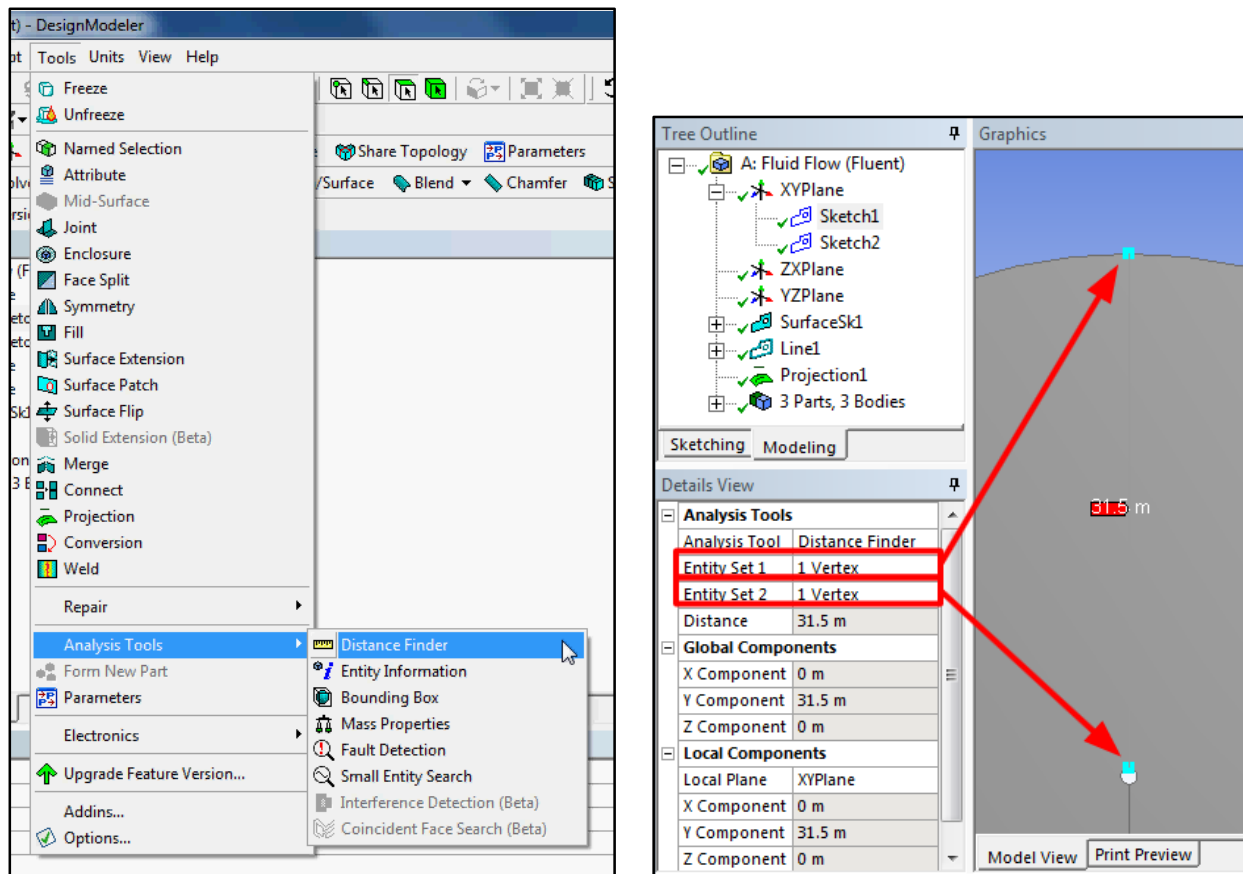 t) - DesignModeler
pt Tools Units View Help
Freeze
Unfreeze
Named Selection
Share Topology Parameters
Attribute
/Surface Blend Chamfer S
Mid-Surface
Joint
Enclosure
Face Split
Symmetry
Fill
Surface Extension
Surface Patch
Surface Flip
Solid Extension (Beta)
Merge
Connect
Projection
Conversion
Weld
Repair
Analysis Tools
Form New Part
Parameters
Electronics
Upgrade Feature Version...
Addins...
Options...
Distance Finder
Entity Information
Bounding Box
Mass Properties
Fault Detection
Small Entity Search
Interference Detection (Beta)
Coincident Face Search (Beta)
Tree Outline
A: Fluid Flow (Fluent)
XYPlane
Sketch1
Sketch2
ZXPlane
YZPlane
SurfaceSk1
Line1
Projection1
3 Parts, 3 Bodies
Sketching Modeling
Details View
Analysis Tools
Analysis Tool Distance Finder
Entity Set 1 1 Vertex
Entity Set 2 1 Vertex
Distance 31.5 m
Global Components
X Component 0 m
Y Component 31.5 m
Z Component 0 m
Local Components
Local Plane XYPlane
X Component 0 m
Y Component 31.5 m
Z Component 0 m
Graphics
31.5 m
Model View Print Preview